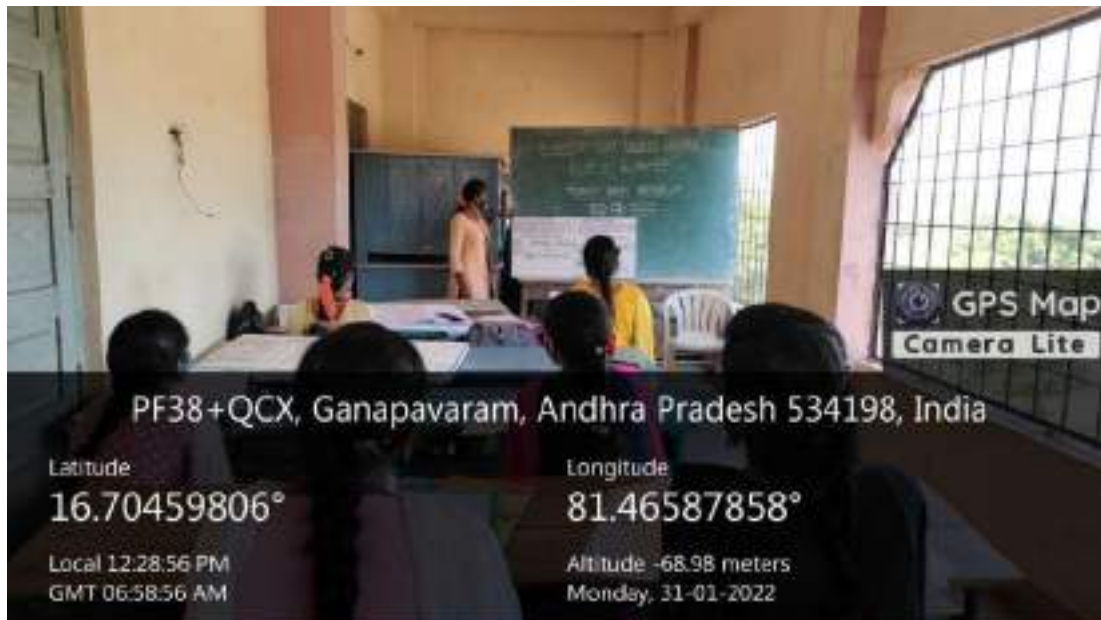 GPS Map
Camera Lite
PF38+QCX, Ganapavaram, Andhra Pradesh 534198, India
Latitude
16.70459806°
Longitude
81.46587858°
Local 12:28:56 PM
GMT 06:58:56 AM
Altitude -68.98 meters
Monday, 31-01-2022